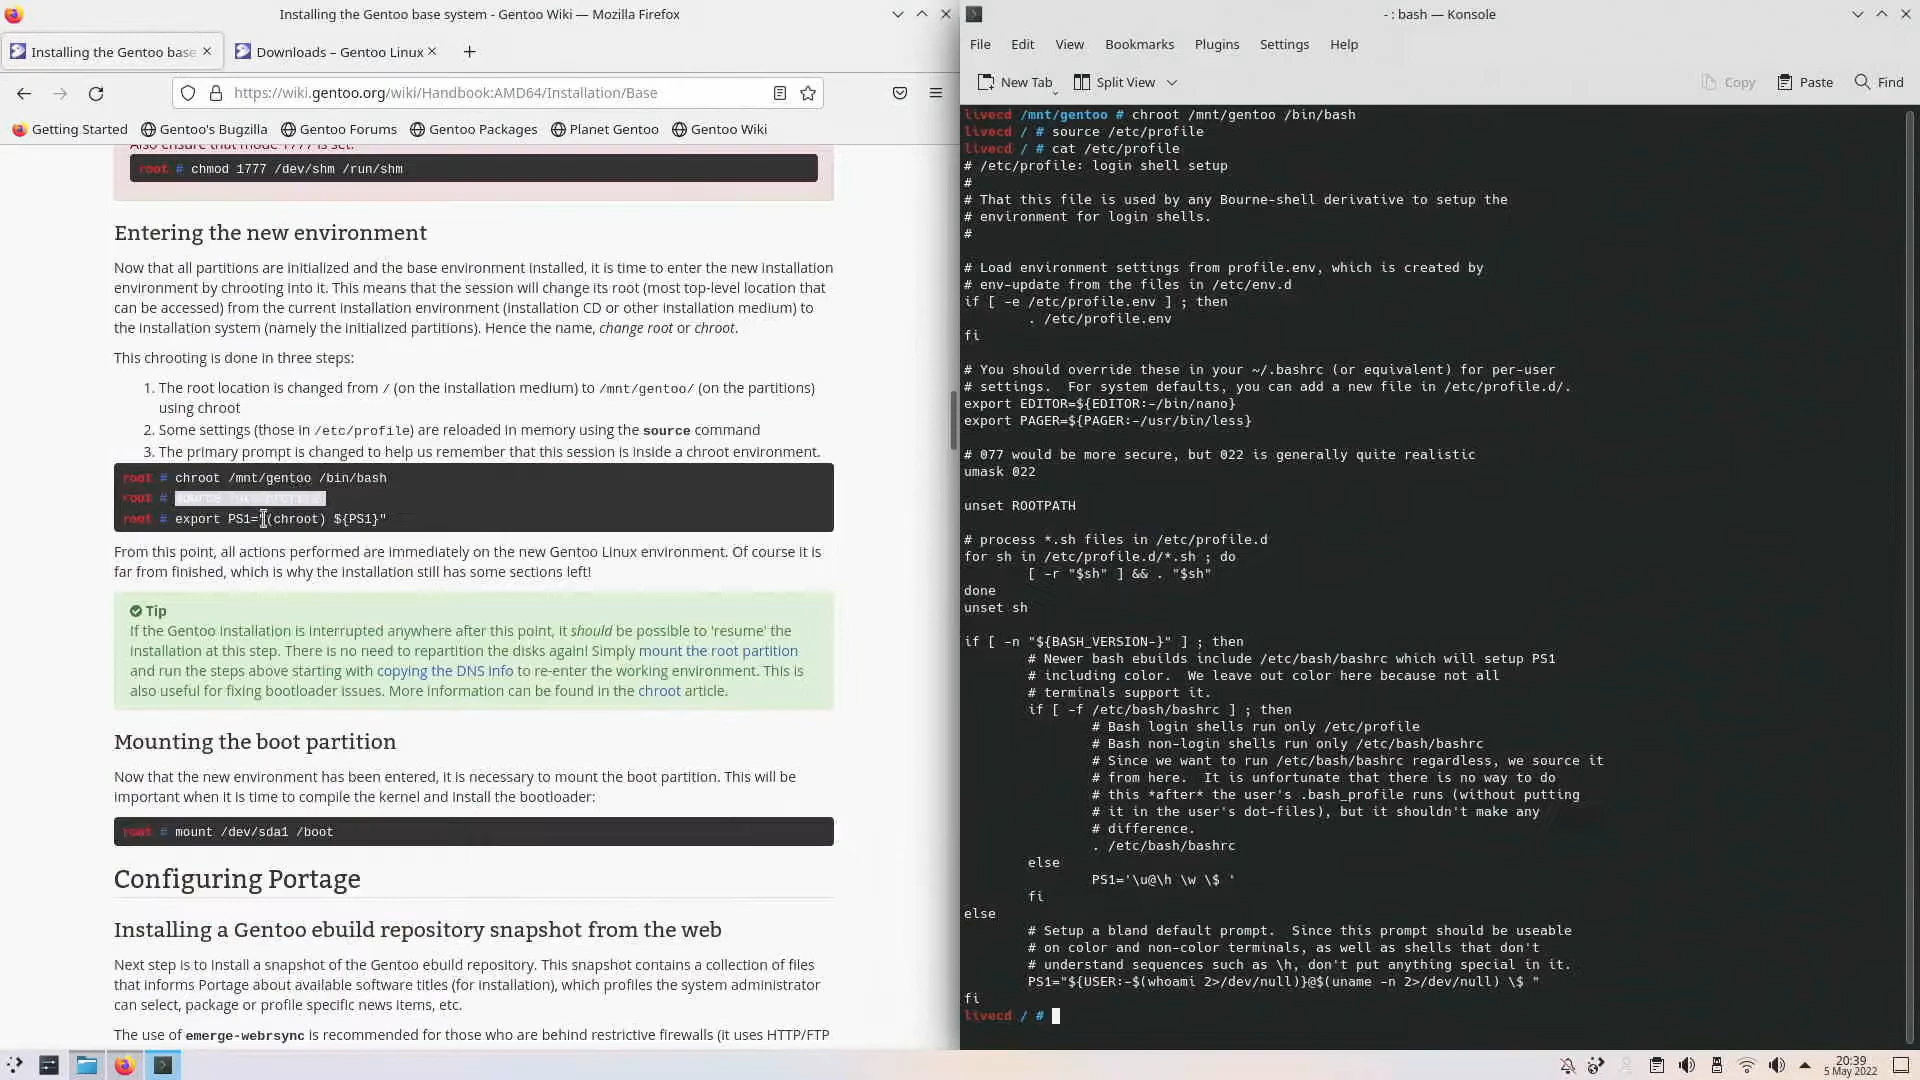 Installing the Gentoo base system - Gentoo Wiki — Mozilla Firefox
Installing the Gentoo base
Downloads – Gentoo Linux
https://wiki.gentoo.org/wiki/Handbook:AMD64/Installation/Base
Getting Started
Gentoo's Bugzilla
Gentoo Forums
Gentoo Packages
Planet Gentoo
Gentoo Wiki
Also ensure that mode 1777 is set:
root # chmod 1777 /dev/shm /run/shm
Entering the new environment
Now that all partitions are initialized and the base environment installed, it is time to enter the new installation
environment by chrooting into it. This means that the session will change its root (most top-level location that
can be accessed) from the current installation environment (installation CD or other installation medium) to
the installation system (namely the initialized partitions). Hence the name, change root or chroot.
This chrooting is done in three steps:
1. The root location is changed from / (on the installation medium) to /mnt/gentoo/ (on the partitions)
using chroot
2. Some settings (those in /etc/profile) are reloaded in memory using the source command
3. The primary prompt is changed to help us remember that this session is inside a chroot environment.
root # chroot /mnt/gentoo /bin/bash
root # source /etc/profile
root # export PS1="(chroot) ${PS1}"
From this point, all actions performed are immediately on the new Gentoo Linux environment. Of course it is
far from finished, which is why the installation still has some sections left!
Tip
If the Gentoo installation is interrupted anywhere after this point, it should be possible to 'resume' the
installation at this step. There is no need to repartition the disks again! Simply mount the root partition
and run the steps above starting with copying the DNS info to re-enter the working environment. This is
also useful for fixing bootloader issues. More information can be found in the chroot article.
Mounting the boot partition
Now that the new environment has been entered, it is necessary to mount the boot partition. This will be
important when it is time to compile the kernel and install the bootloader:
root # mount /dev/sda1 /boot
Configuring Portage
Installing a Gentoo ebuild repository snapshot from the web
Next step is to install a snapshot of the Gentoo ebuild repository. This snapshot contains a collection of files
that informs Portage about available software titles (for installation), which profiles the system administrator
can select, package or profile specific news items, etc.
The use of emerge-webrsync is recommended for those who are behind restrictive firewalls (it uses HTTP/FTP
- : bash — Konsole
File Edit View Bookmarks Plugins Settings Help
New Tab
Split View
Copy
Paste
Find
livecd /mnt/gentoo # chroot /mnt/gentoo /bin/bash
livecd / # source /etc/profile
livecd / # cat /etc/profile
# /etc/profile: login shell setup
#
# That this file is used by any Bourne-shell derivative to setup the
# environment for login shells.
#
# Load environment settings from profile.env, which is created by
# env-update from the files in /etc/env.d
if [ -e /etc/profile.env ] ; then
. /etc/profile.env
fi
# You should override these in your ~/.bashrc (or equivalent) for per-user
# settings.  For system defaults, you can add a new file in /etc/profile.d/.
export EDITOR=${EDITOR:-/bin/nano}
export PAGER=${PAGER:-/usr/bin/less}
# 077 would be more secure, but 022 is generally quite realistic
umask 022
unset ROOTPATH
# process *.sh files in /etc/profile.d
for sh in /etc/profile.d/*.sh ; do
[ -r "$sh" ] && . "$sh"
done
unset sh
if [ -n "${BASH_VERSION-}" ] ; then
# Newer bash ebuilds include /etc/bash/bashrc which will setup PS1
# including color.  We leave out color here because not all
# terminals support it.
if [ -f /etc/bash/bashrc ] ; then
# Bash login shells run only /etc/profile
# Bash non-login shells run only /etc/bash/bashrc
# Since we want to run /etc/bash/bashrc regardless, we source it
# from here.  It is unfortunate that there is no way to do
# this *after* the user's .bash_profile runs (without putting
# it in the user's dot-files), but it shouldn't make any
# difference.
. /etc/bash/bashrc
else
PS1='\u@\h \w \$ '
fi
else
# Setup a bland default prompt.  Since this prompt should be useable
# on color and non-color terminals, as well as shells that don't
# understand sequences such as \h, don't put anything special in it.
PS1="${USER:-$(whoami 2>/dev/null)}@$(uname -n 2>/dev/null) \$ "
fi
livecd / #
20:39
5 May 2022